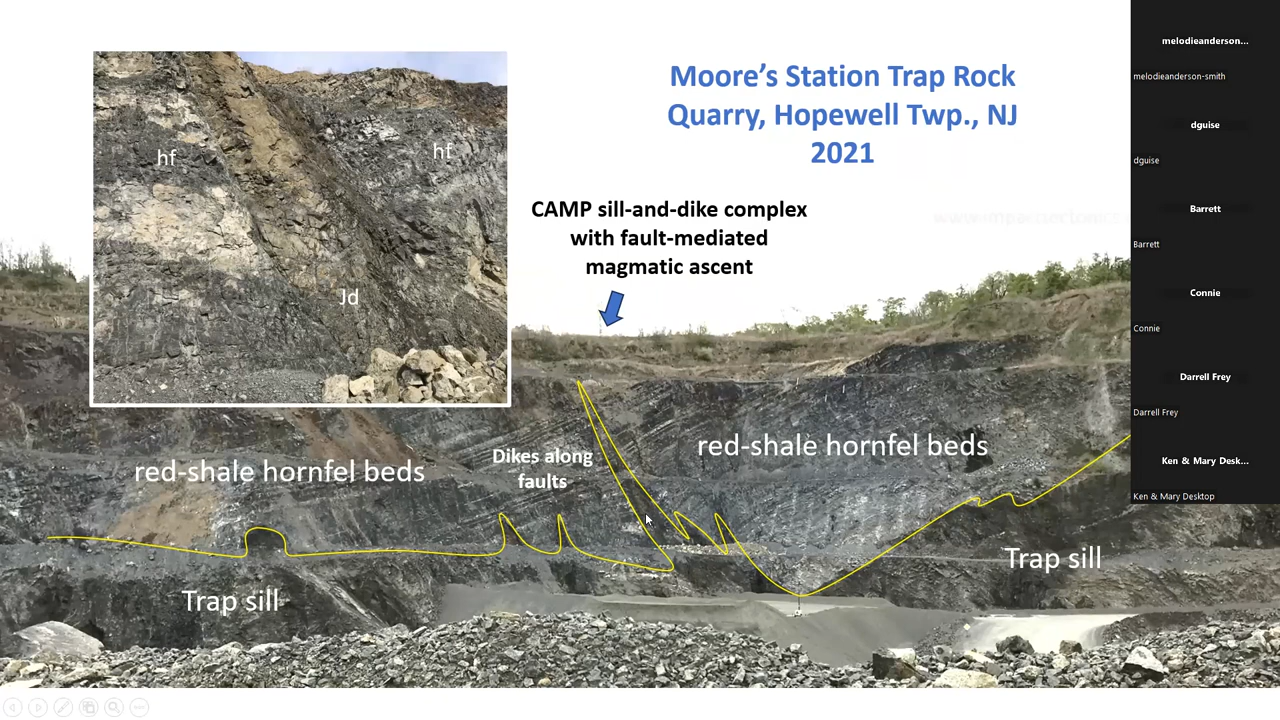 Moore's Station Trap Rock
Quarry, Hopewell Twp., NJ
2021
CAMP sill-and-dike complex
with fault-mediated
magmatic ascent
hf
hf
Jd
red-shale hornfel beds
Dikes along
faults
red-shale hornfel beds
Trap sill
Trap sill
melodieanderson...
melodieanderson-smith
dguise
dguise
Barrett
Barrett
Connie
Connie
Darrell Frey
Darrell Frey
Ken & Mary Desk...
Ken & Mary Desktop